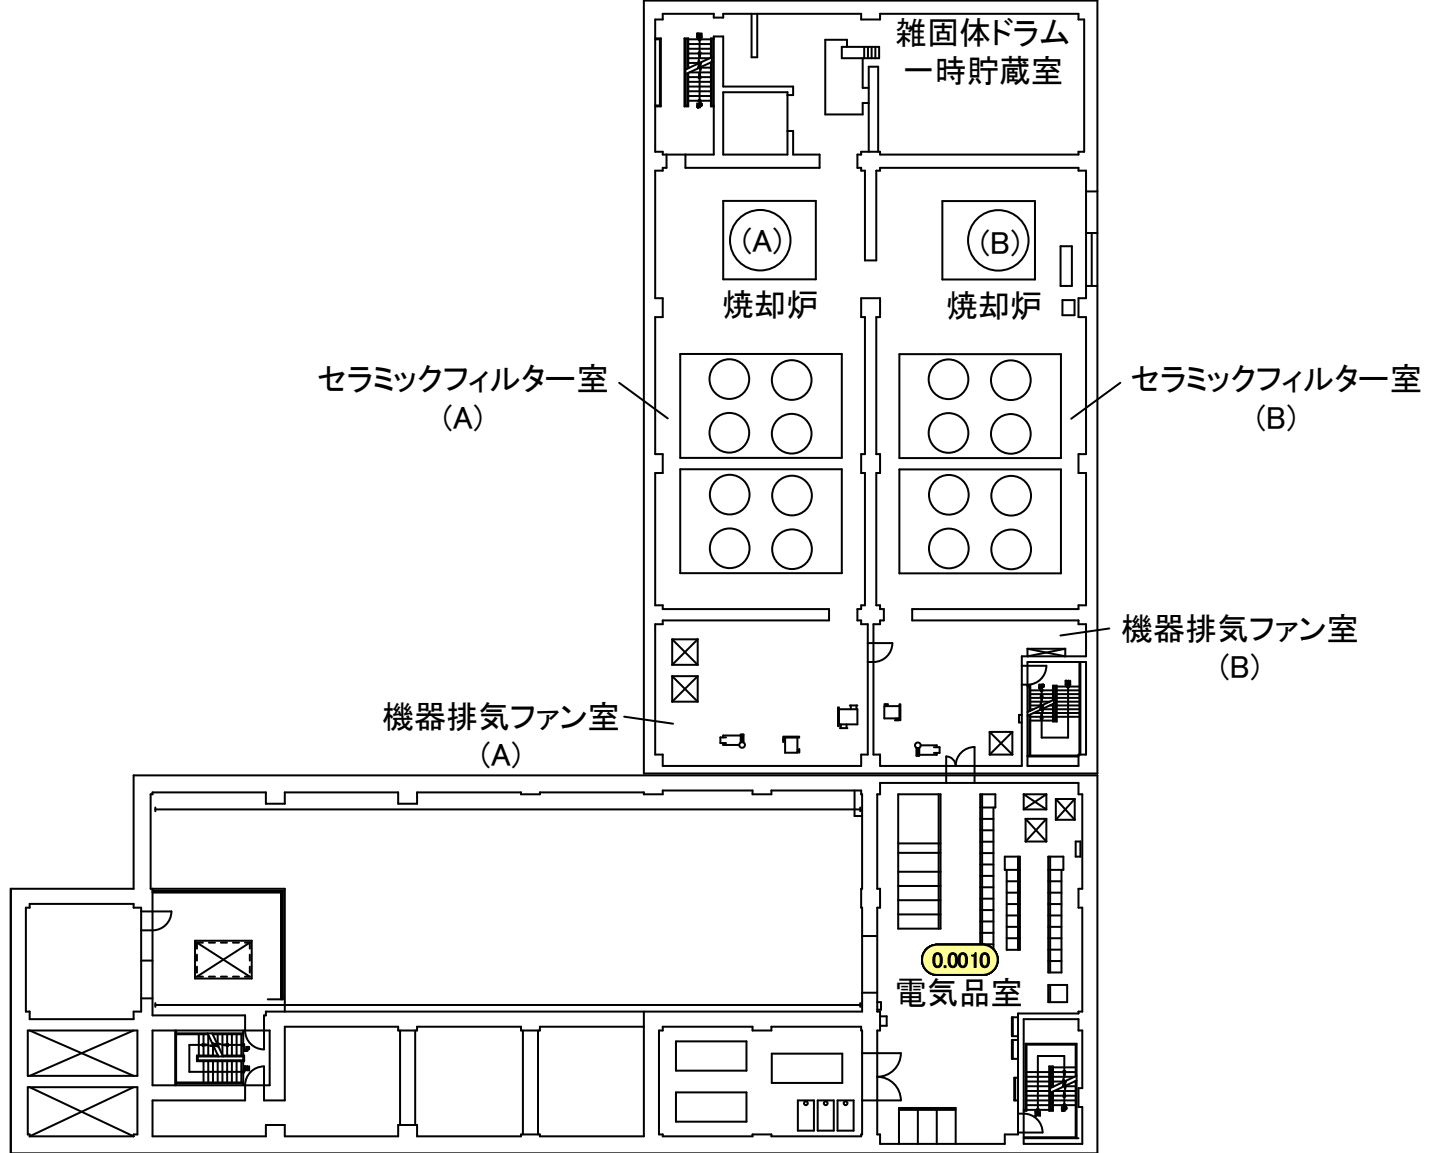 雑固体ドラム
一時貯蔵室
(A)
(B)
焼却炉
焼却炉
セラミックフィルター室
(A)
セラミックフィルター室
(B)
機器排気ファン室
(B)
機器排気ファン室
(A)
0.0010
電気品室